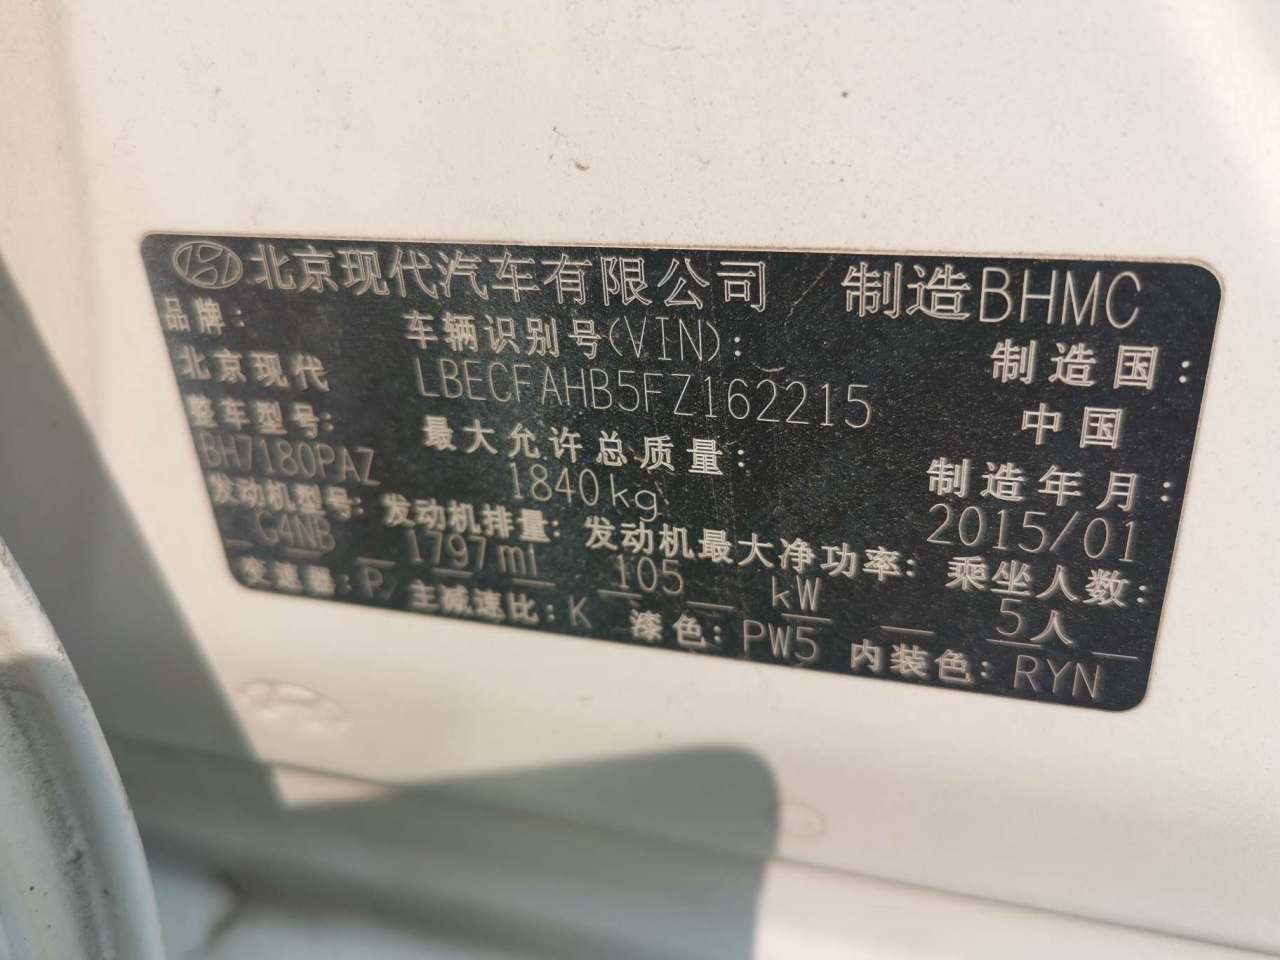 北京现代汽车有限公司 制造BHMC
品牌: 车辆识别号(VIN): 制造国:
北京现代 LBECFAHB5FZ162215 中国
整车型号: 最大允许总质量: 制造年月:
BH7180PAZ 1840kg 2015/01
发动机型号: 发动机排量: 发动机最大净功率: 乘坐人数:
G4NB 1797ml 105 kW 5人
变速器: P/ 主减速比: K 漆色: PW5 内装色: RYN